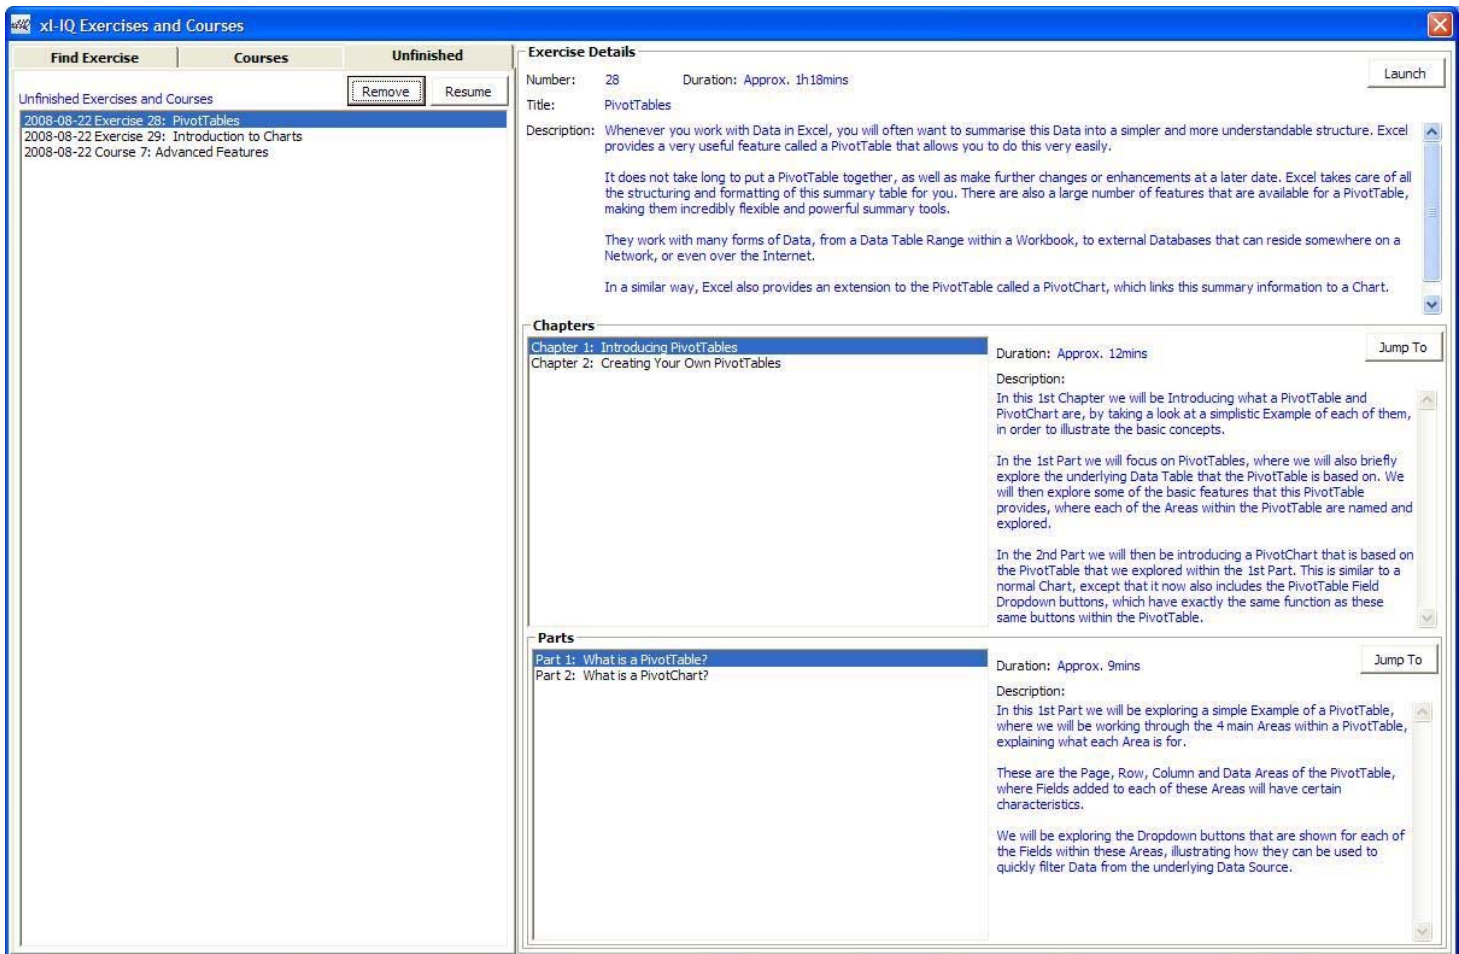 xl-IQ Exercises and Courses
Find Exercise
Courses
Unfinished
Unfinished Exercises and Courses
Remove
Resume
2008-08-22 Exercise 28:  PivotTables
2008-08-22 Exercise 29:  Introduction to Charts
2008-08-22 Course 7: Advanced Features
Exercise Details
Number: 28 Duration: Approx. 1h18mins
Launch
Title: PivotTables
Description: Whenever you work with Data in Excel, you will often want to summarise this Data into a simpler and more understandable structure. Excel
provides a very useful feature called a PivotTable that allows you to do this very easily.
It does not take long to put a PivotTable together, as well as make further changes or enhancements at a later date. Excel takes care of all
the structuring and formatting of this summary table for you. There are also a large number of features that are available for a PivotTable,
making them incredibly flexible and powerful summary tools.
They work with many forms of Data, from a Data Table Range within a Workbook, to external Databases that can reside somewhere on a
Network, or even over the Internet.
In a similar way, Excel also provides an extension to the PivotTable called a PivotChart, which links this summary information to a Chart.
Chapters
Chapter 1:  Introducing PivotTables
Chapter 2:  Creating Your Own PivotTables
Duration: Approx. 12mins
Jump To
Description:
In this 1st Chapter we will be Introducing what a PivotTable and
PivotChart are, by taking a look at a simplistic Example of each of them,
in order to illustrate the basic concepts.
In the 1st Part we will focus on PivotTables, where we will also briefly
explore the underlying Data Table that the PivotTable is based on. We
will then explore some of the basic features that this PivotTable
provides, where each of the Areas within the PivotTable are named and
explored.
In the 2nd Part we will then be introducing a PivotChart that is based on
the PivotTable that we explored within the 1st Part. This is similar to a
normal Chart, except that it now also includes the PivotTable Field
Dropdown buttons, which have exactly the same function as these
same buttons within the PivotTable.
Parts
Part 1:  What is a PivotTable?
Part 2:  What is a PivotChart?
Duration: Approx. 9mins
Jump To
Description:
In this 1st Part we will be exploring a simple Example of a PivotTable,
where we will be working through the 4 main Areas within a PivotTable,
explaining what each Area is for.
These are the Page, Row, Column and Data Areas of the PivotTable,
where Fields added to each of these Areas will have certain
characteristics.
We will be exploring the Dropdown buttons that are shown for each of
the Fields within these Areas, illustrating how they can be used to
quickly filter Data from the underlying Data Source.